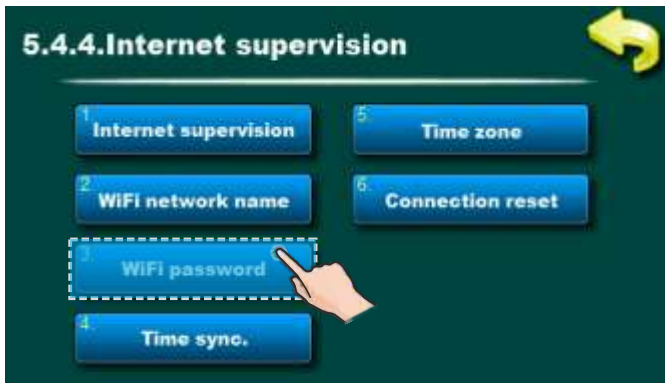 5.4.4.Internet supervision
1. Internet supervision
2. WiFi network name
3. WiFi password
4. Time sync.
5. Time zone
6. Connection reset